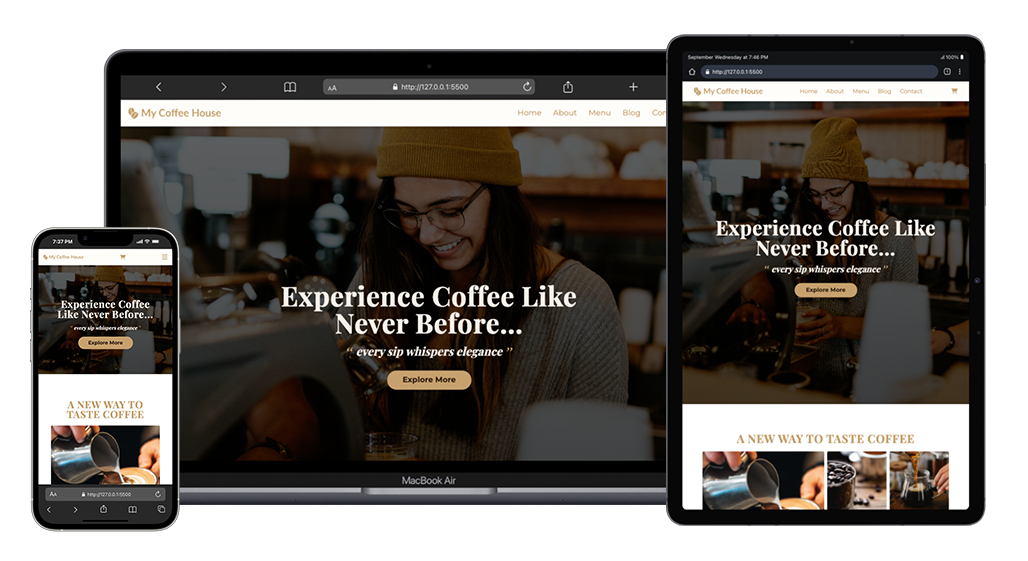 AA
http://127.0.0.1:5500
My Coffee House
Home About Menu Blog Con
Experience Coffee Like
Never Before...
“ every sip whispers elegance ”
Explore More
MacBook Air
September Wednesday at 7:46 PM
100%
http://127.0.0.1:5500
My Coffee House
Home About Menu Blog Contact
Experience Coffee Like
Never Before...
“ every sip whispers elegance ”
Explore More
A NEW WAY TO TASTE COFFEE
7:37 PM
My Coffee House
Experience Coffee
Like Never Before...
“ every sip whispers elegance ”
Explore More
A NEW WAY TO
TASTE COFFEE
AA
http://127.0.0.1:5500